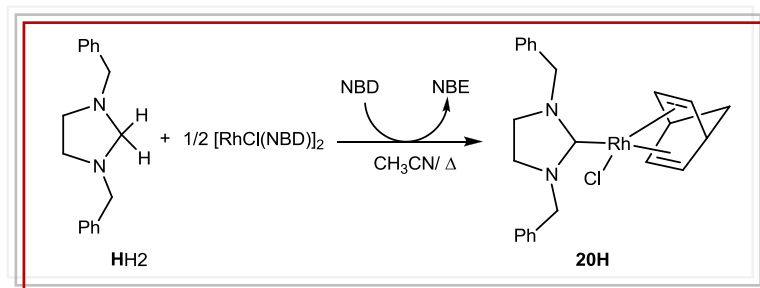 Ph
N
H
H
N
Ph
HH2
+
1/2 [RhCl(NBD)]2
NBD
NBE
CH3CN/ Δ
Ph
N
N
Rh
Cl
Ph
20H